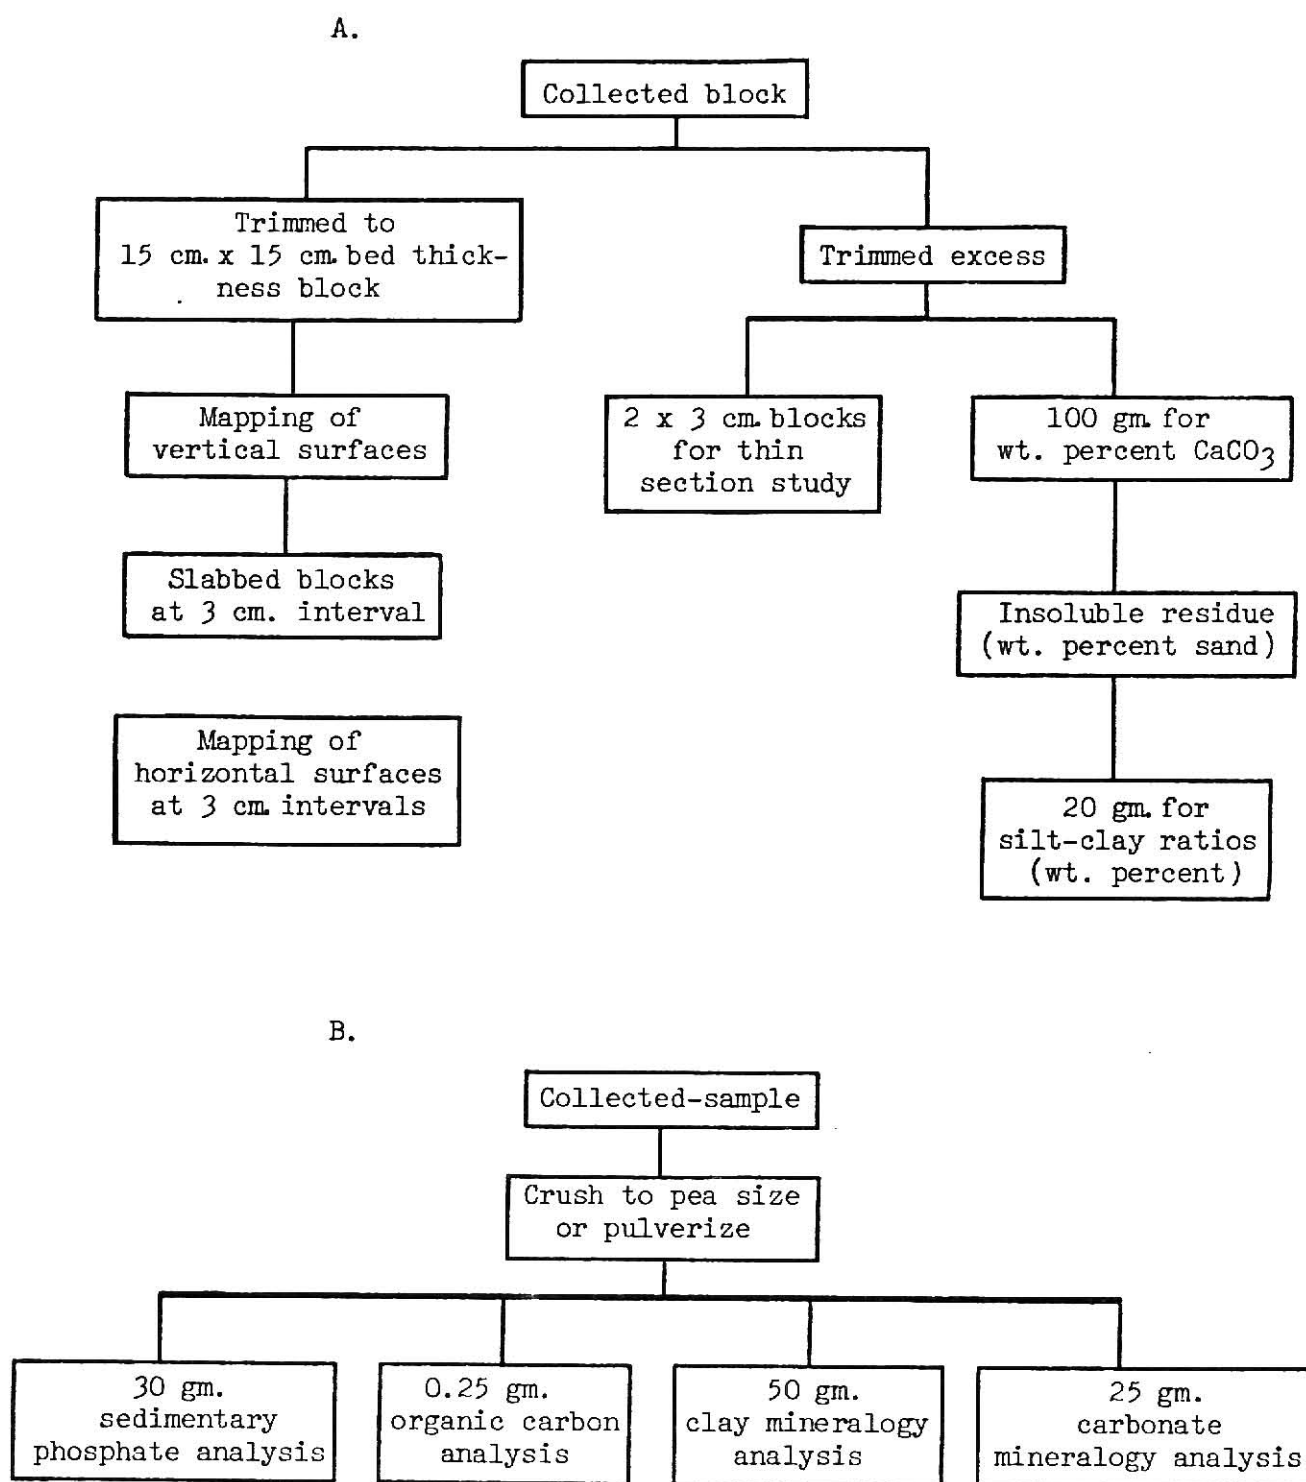 A.
Collected block
Trimmed to
15 cm. x 15 cm. bed thick-
ness block
Trimmed excess
Mapping of
vertical surfaces
2 x 3 cm. blocks
for thin
section study
100 gm. for
wt. percent CaCO3
Slabbed blocks
at 3 cm. interval
Insoluble residue
(wt. percent sand)
Mapping of
horizontal surfaces
at 3 cm. intervals
20 gm. for
silt-clay ratios
(wt. percent)
B.
Collected-sample
Crush to pea size
or pulverize
30 gm.
sedimentary
phosphate analysis
0.25 gm.
organic carbon
analysis
50 gm.
clay mineralogy
analysis
25 gm.
carbonate
mineralogy analysis